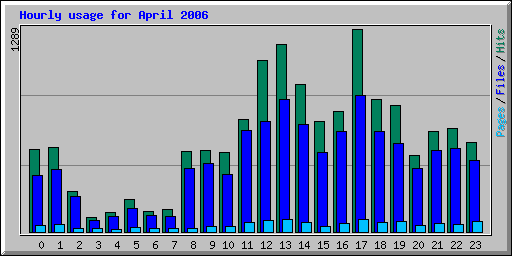 Hourly usage for April 2006
1289
Pages/Files/Hits
0 1 2 3 4 5 6 7 8 9 10 11 12 13 14 15 16 17 18 19 20 21 22 23